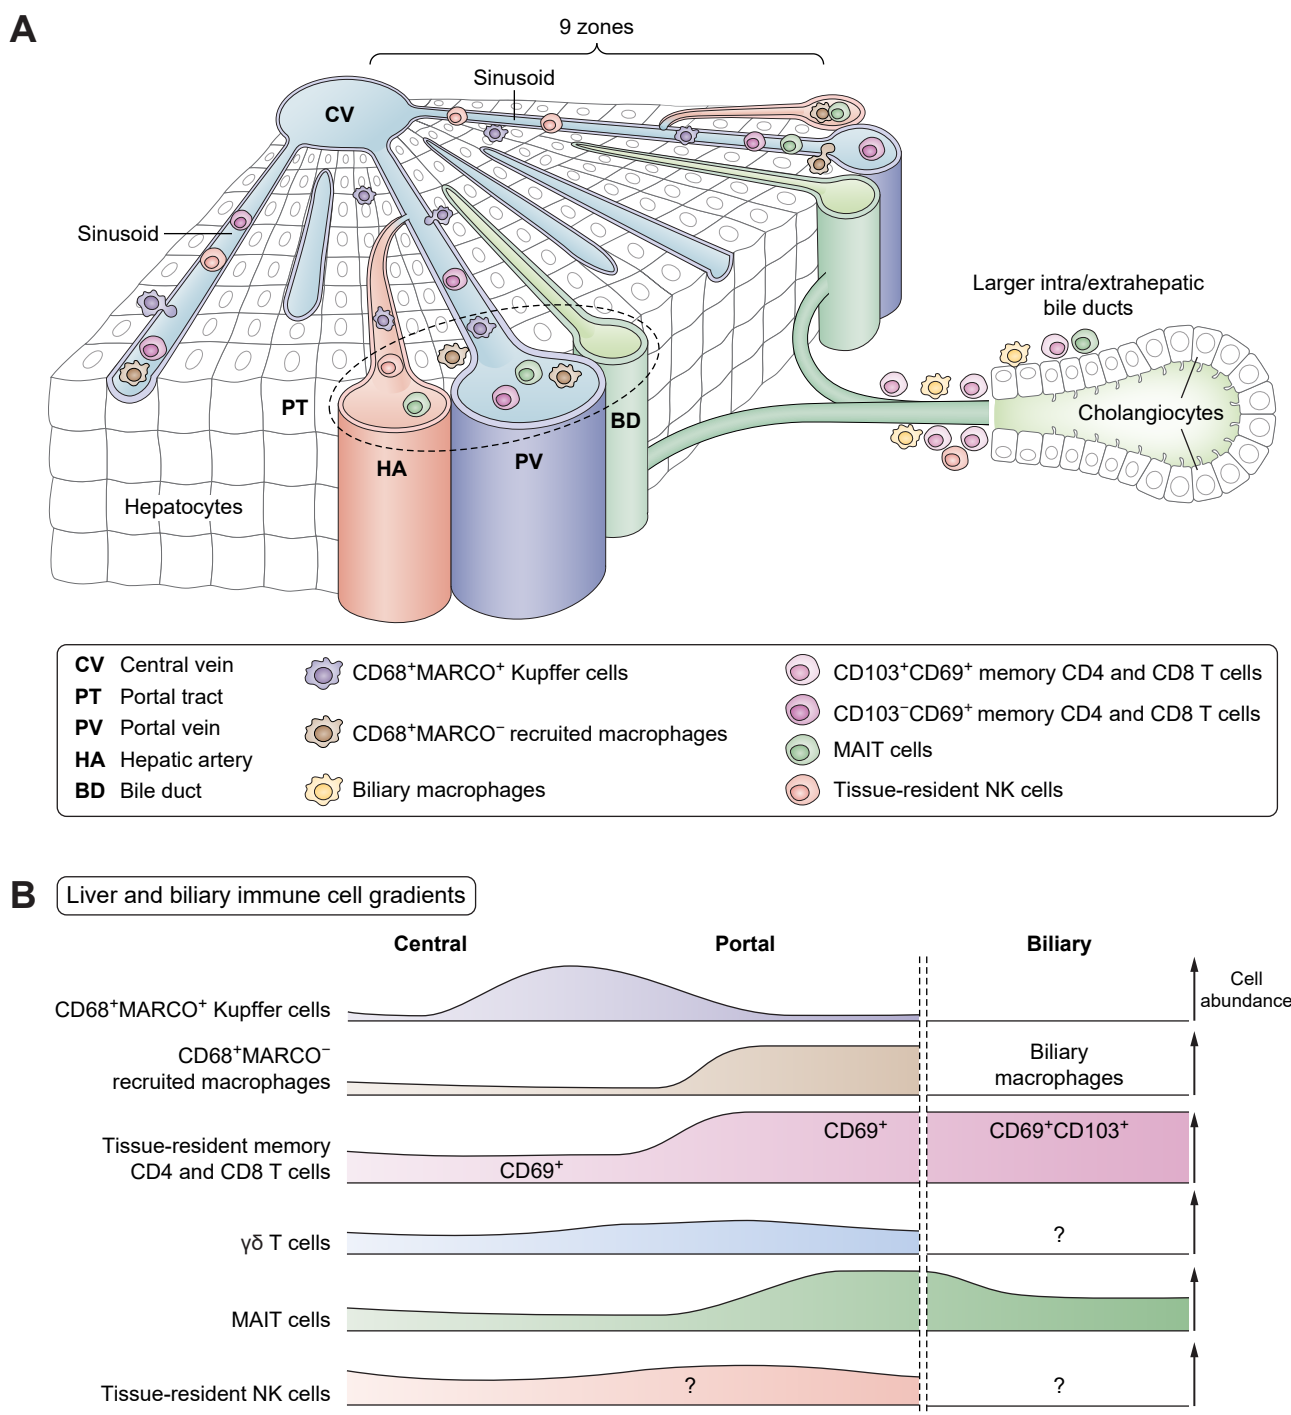 A
9 zones
Sinusoid
CV
Sinusoid
Larger intra/extrahepatic
bile ducts
Cholangiocytes
PT
BD
HA
PV
Hepatocytes
CV Central vein
PT Portal tract
PV Portal vein
HA Hepatic artery
BD Bile duct
CD68⁺MARCO⁺ Kupffer cells
CD68⁺MARCO⁻ recruited macrophages
Biliary macrophages
CD103⁺CD69⁺ memory CD4 and CD8 T cells
CD103⁻CD69⁺ memory CD4 and CD8 T cells
MAIT cells
Tissue-resident NK cells
B
Liver and biliary immune cell gradients
Central Portal Biliary
CD68⁺MARCO⁺ Kupffer cells
Cell
abundance
CD68⁺MARCO⁻
recruited macrophages
Biliary
macrophages
Tissue-resident memory
CD4 and CD8 T cells
CD69⁺
CD69⁺
CD69⁺CD103⁺
γδ T cells
?
MAIT cells
Tissue-resident NK cells
?
?